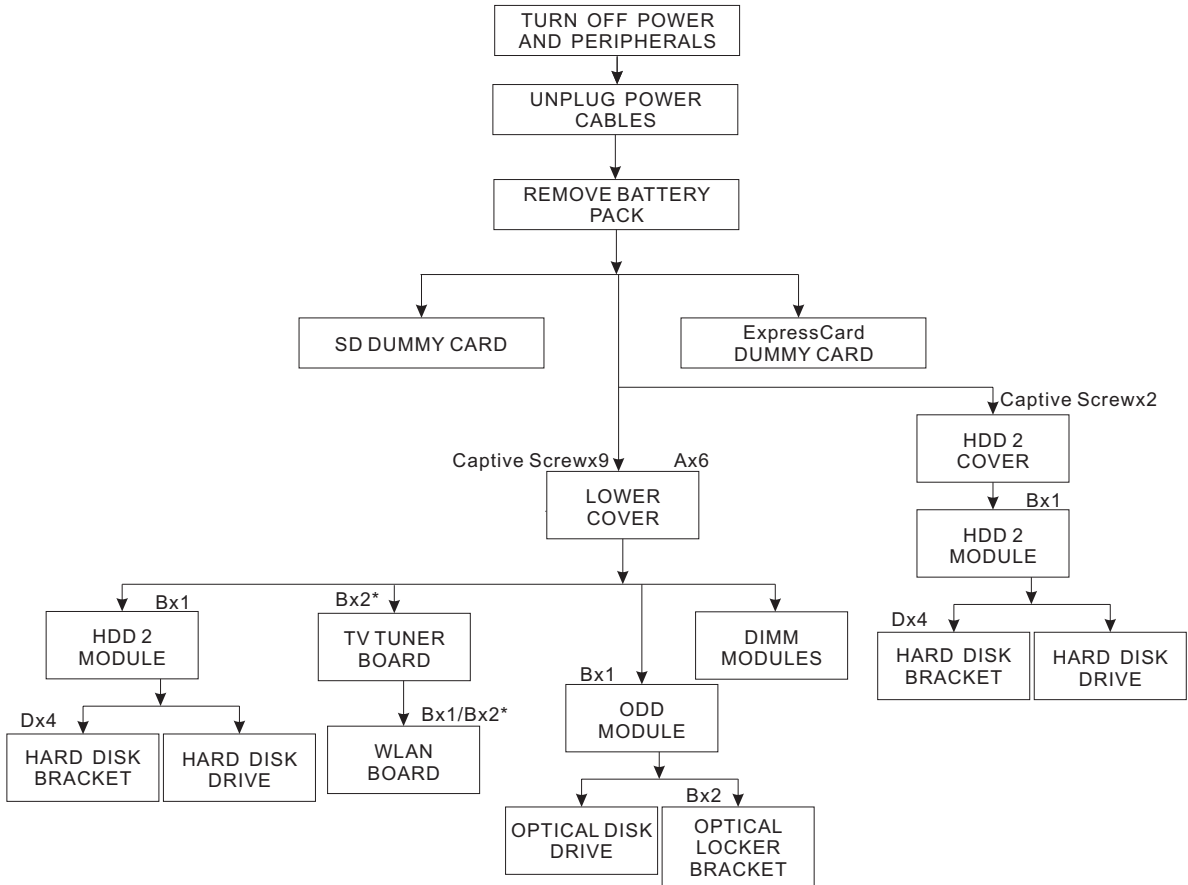 TURN OFF POWER
AND PERIPHERALS
UNPLUG POWER
CABLES
REMOVE BATTERY
PACK
SD DUMMY CARD
ExpressCard
DUMMY CARD
Captive Screwx2
HDD 2
COVER
Captive Screwx9
Ax6
LOWER
COVER
Bx1
HDD 2
MODULE
Dx4
HARD DISK
BRACKET
HARD DISK
DRIVE
Bx1
HDD 2
MODULE
Dx4
HARD DISK
BRACKET
HARD DISK
DRIVE
Bx2*
TV TUNER
BOARD
Bx1/Bx2*
WLAN
BOARD
Bx1
ODD
MODULE
OPTICAL DISK
DRIVE
Bx2
OPTICAL
LOCKER
BRACKET
DIMM
MODULES